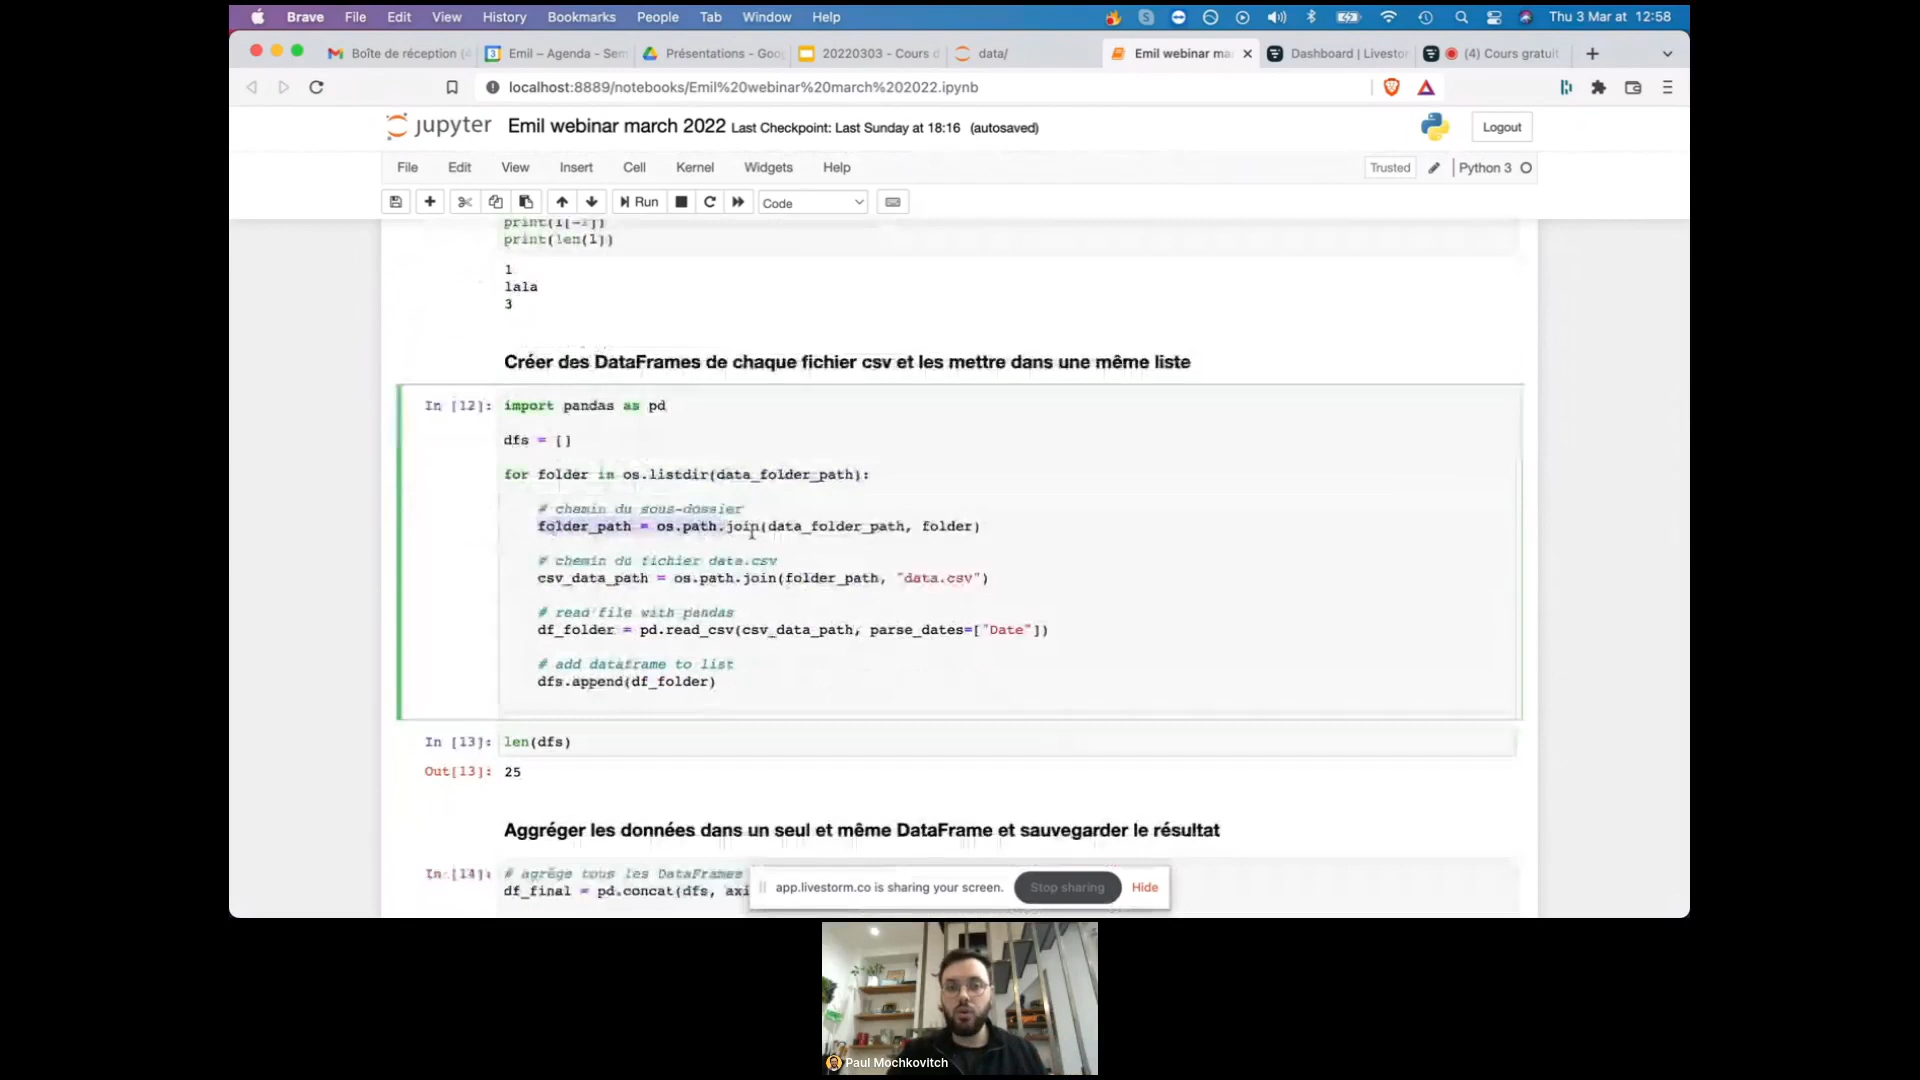 Brave File Edit View History Bookmarks People Tab Window Help Thu 3 Mar at 12:58
Boîte de réception (4 Emil – Agenda - Sem Présentations - Goo 20220303 - Cours d data/ Emil webinar ma Dashboard | Livestor (4) Cours gratuit
localhost:8889/notebooks/Emil%20webinar%20march%202022.ipynb
jupyter Emil webinar march 2022 Last Checkpoint: Last Sunday at 18:16 (autosaved) Logout
File Edit View Insert Cell Kernel Widgets Help Trusted Python 3
Run Code
print(l[-1])
print(len(l))
1
lala
3
Créer des DataFrames de chaque fichier csv et les mettre dans une même liste
In [12]: import pandas as pd
dfs = []
for folder in os.listdir(data_folder_path):
# chemin du sous-dossier
folder_path = os.path.join(data_folder_path, folder)
# chemin du fichier data.csv
csv_data_path = os.path.join(folder_path, "data.csv")
# read file with pandas
df_folder = pd.read_csv(csv_data_path, parse_dates=["Date"])
# add dataframe to list
dfs.append(df_folder)
In [13]: len(dfs)
Out[13]: 25
Aggréger les données dans un seul et même DataFrame et sauvegarder le résultat
In [14]: # agrège tous les DataFrames
df_final = pd.concat(dfs, axi
app.livestorm.co is sharing your screen. Stop sharing Hide
Paul Mochkovitch